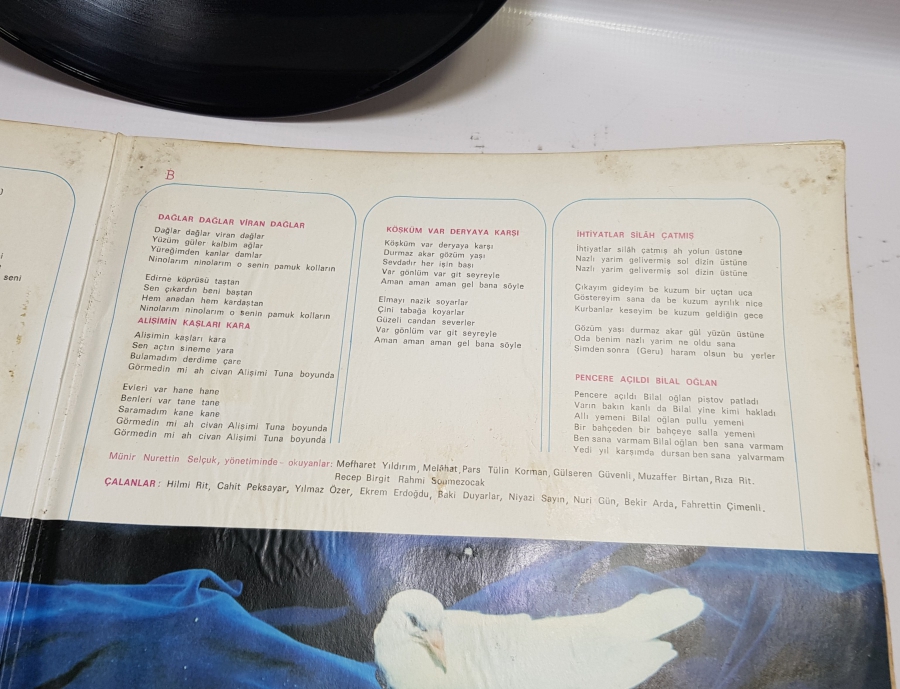 )
i
seni
B
DAĞLAR DAĞLAR VİRAN DAĞLAR
Dağlar dağlar viran dağlar
Yüzüm güler kalbim ağlar
Yüreğimden kanlar damlar
Ninolarım ninolarım o senin pamuk kolların
Edirne köprüsü taştan
Sen çıkardın beni baştan
Hem anadan hem kardaştan
Ninolarım ninolarım o senin pamuk kolların
ALIŞIMIN KAŞLARI KARA
Alişimin kaşları kara
Sen açtın sineme yara
Bulamadım derdime çare
Görmedin mi ah civan Alişimi Tuna boyunda
Evleri var hane hane
Benleri var tane tane
Saramadım kane kane
Görmedin mi ah civan Alişimi Tuna boyunda
Görmedin mi ah civan Alişimi Tuna boyunda
KÖŞKÜM VAR DERYAYA KARŞI
Köşküm var deryaya karşı
Durmaz akar gözüm yaşı
Sevdadır her işin başı
Var gönlüm var git seyreyle
Aman aman aman gel bana söyle
Elmayı nazik soyarlar
Çini tabağa koyarlar
Güzeli candan severler
Var gönlüm var git seyreyle
Aman aman aman gel bana söyle
İHTİYATLAR SİLÂH ÇATMIŞ
İhtiyatlar silâh çatmış ah yolun üstüne
Nazlı yarim gelivermiş sol dizin üstüne
Nazlı yarim gelivermiş sol dizin üstüne
Çıkayım gideyim be kuzum bir uçtan uca
Göstereyim sana da be kuzum ayrılık nice
Kurbanlar keseyim be kuzum geldiğin gece
Gözüm yaşı durmaz akar gül yüzün üstüne
Oda benim nazlı yarim ne oldu sana
Simden sonra (Geru) haram olsun bu yerler
PENCERE AÇILDI BİLAL OĞLAN
Pencere açıldı Bilal oğlan pistov patladı
Varın bakın kanlı da Bilal yine kimi hakladı
Allı yemeni Bilal oğlan pullu yemeni
Bir bahçeden bir bahçeye salla yemeni
Ben sana varmam Bilal oğlan ben sana varmam
Yedi yıl karşımda dursan ben sana yalvarmam
Münir Nurettin Selçuk, yönetiminde - okuyanlar: Mefharet Yıldırım, Melâhat,Pars Tülin Korman, Gülseren Güvenli, Muzaffer Birtan, Rıza Rit.
Recep Birgit Rahmi Sönmezocak
ÇALANLAR: Hilmi Rit, Cahit Peksayar, Yılmaz Özer, Ekrem Erdoğdu, Baki Duyarlar, Niyazi Sayın, Nuri Gün, Bekir Arda, Fahrettin Çimenli.